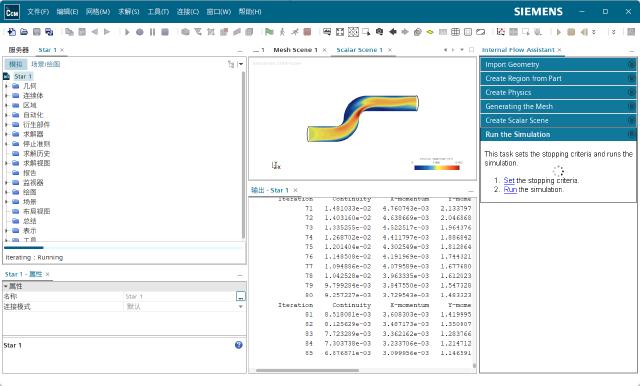 CCM 文件(F) 编辑(E) 网格(M) 求解(S) 工具(T) 连接(C) 窗口(W) 帮助(H) SIEMENS
服务器 Star 1 ×
模拟 场景/绘图
Star 1
几何
连续体
区域
自动化
衍生部件
求解器
停止准则
求解历史
求解视图
报告
监视器
绘图
场景
布局视图
总结
表示
工具
Iterating : Running
Star 1 - 属性 ×
属性
名称 Star 1
连接模式 默认
Star 1
...1 Mesh Scene 1 × Scalar Scene 1 ×
输出 - Star 1 ×
Iteration Continuity X-momentum Y-mome
71 1.481033e-02 4.760743e-03 2.133797
72 1.403160e-02 4.638669e-03 2.046868
73 1.335255e-02 4.522517e-03 1.964376
74 1.268702e-02 4.411797e-03 1.886842
75 1.201404e-02 4.302549e-03 1.812864
76 1.148508e-02 4.191969e-03 1.744321
77 1.094886e-02 4.079589e-03 1.677680
78 1.042528e-02 3.963335e-03 1.612023
79 9.799284e-03 3.847550e-03 1.547328
80 9.257227e-03 3.729543e-03 1.483323
Iteration Continuity X-momentum Y-mome
81 8.518081e-03 3.608303e-03 1.419995
82 8.125629e-03 3.487173e-03
83 7.723289e-03 3.362162e-03 1.283766
84 7.303738e-03 3.233706e-03 1.214712
85 6.876871e-03 3.099956e-03 1.146591
Internal Flow Assistant ×
Import Geometry
Create Region from Part
Create Physics
Generating the Mesh
Create Scalar Scene
Run the Simulation
This task sets the stopping criteria and runs the
simulation.
1. Set the stopping criteria.
2. Run the simulation.